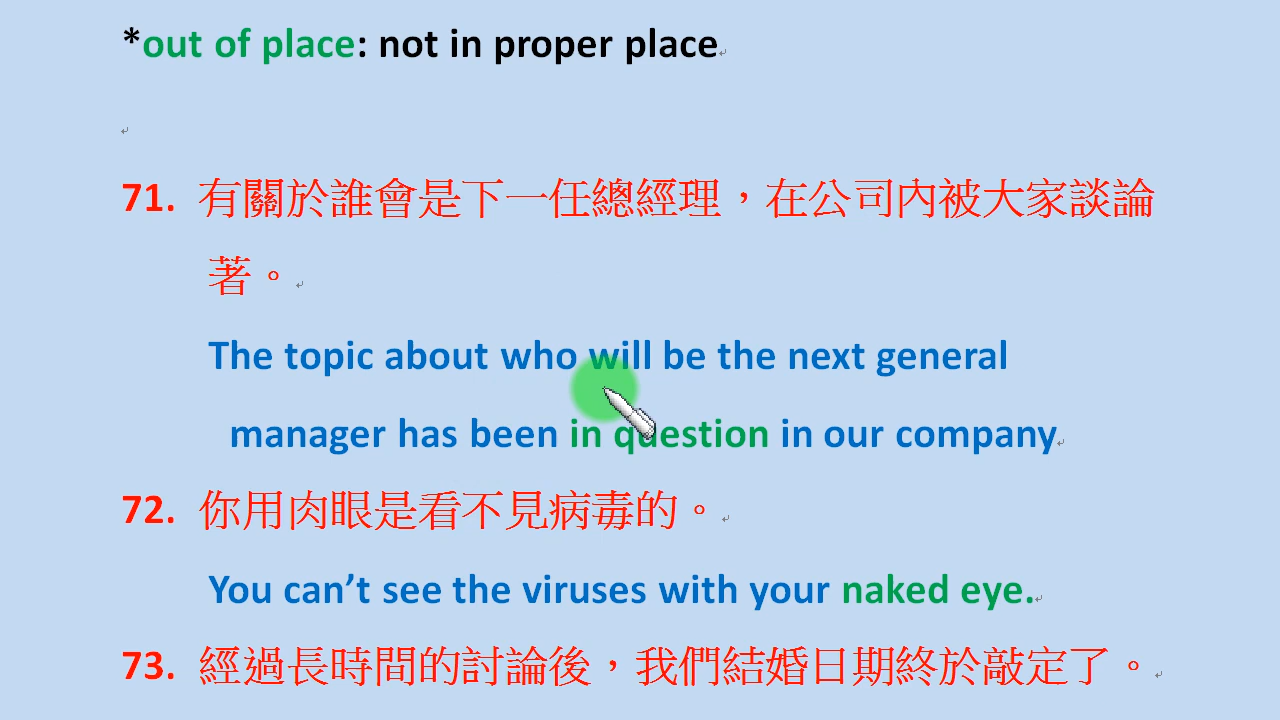 *out of place: not in proper place
71. 有關於誰會是下一任總經理，在公司內被大家談論
著。
The topic about who will be the next general
manager has been in question in our company
72. 你用肉眼是看不見病毒的。
You can’t see the viruses with your naked eye.
73. 經過長時間的討論後，我們結婚日期終於敲定了。